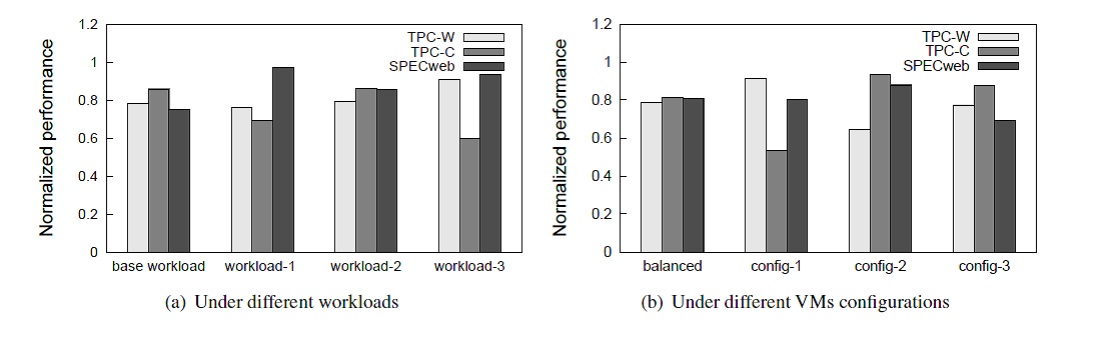 Normalized performance
1.2
1
0.8
0.6
0.4
0.2
0
TPC-W
TPC-C
SPECweb
base workload workload-1 workload-2 workload-3
(a) Under different workloads
Normalized performance
1.2
1
0.8
0.6
0.4
0.2
0
TPC-W
TPC-C
SPECweb
balanced config-1 config-2 config-3
(b) Under different VMs configurations